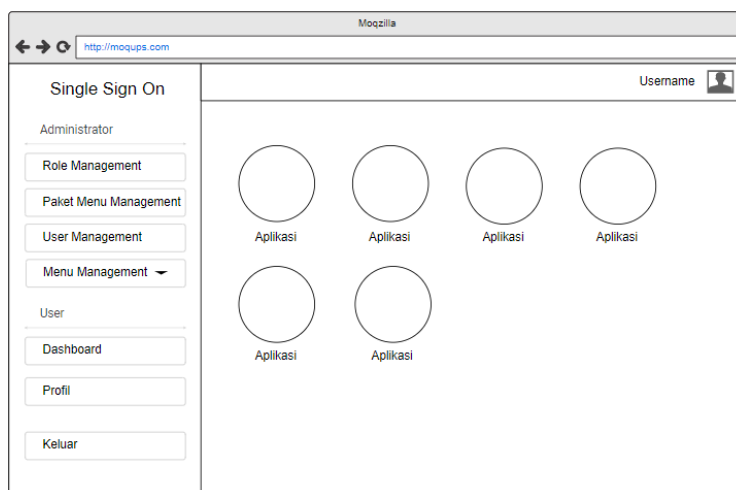 Moqzilla
http://moqups.com
Single Sign On
Username
Administrator
Role Management
Paket Menu Management
User Management
Menu Management
User
Dashboard
Profil
Keluar
Aplikasi Aplikasi Aplikasi Aplikasi
Aplikasi Aplikasi